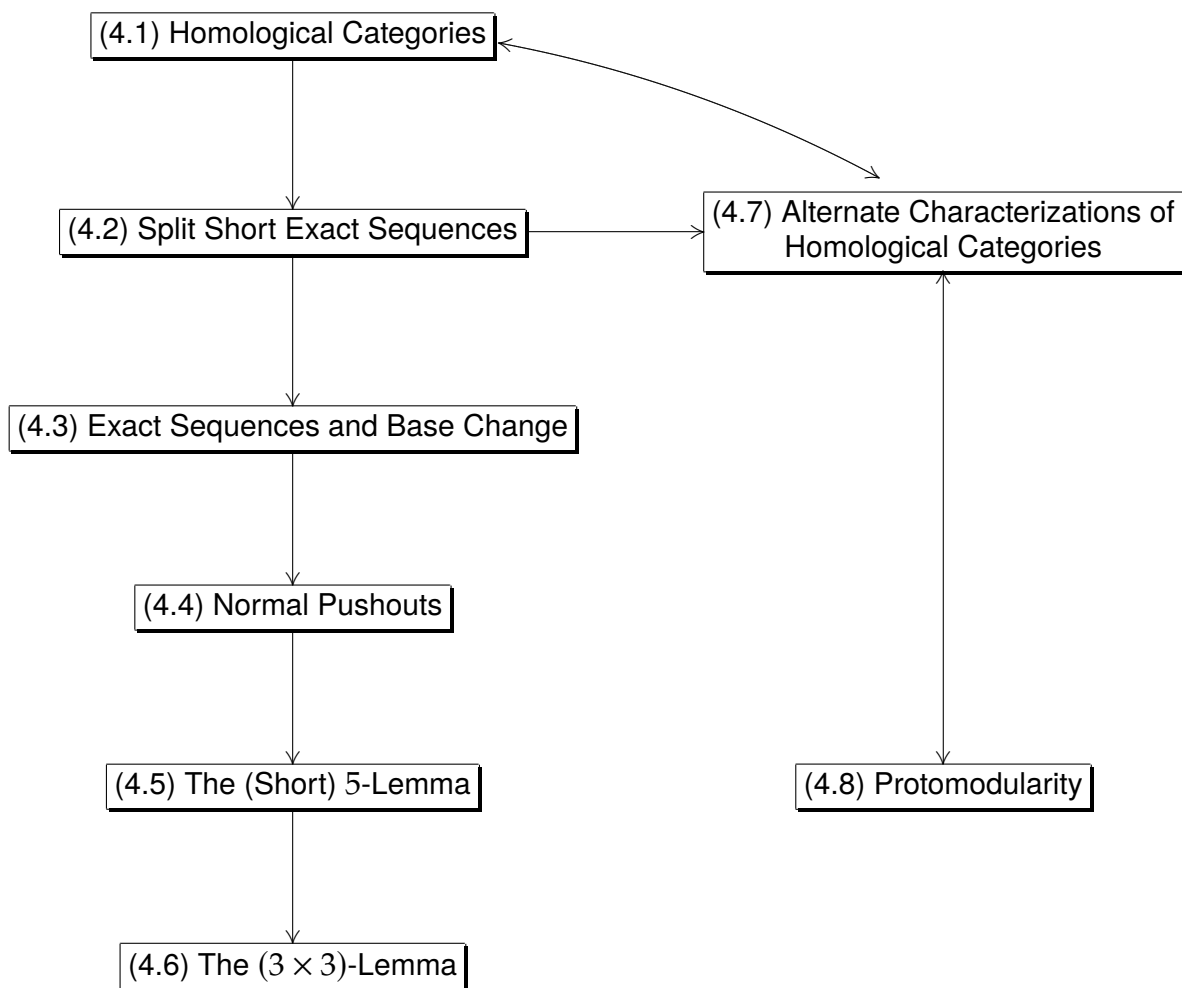 (4.1) Homological Categories
(4.2) Split Short Exact Sequences
(4.7) Alternate Characterizations of
Homological Categories
(4.3) Exact Sequences and Base Change
(4.4) Normal Pushouts
(4.5) The (Short) 5-Lemma
(4.8) Protomodularity
(4.6) The (3 × 3)-Lemma